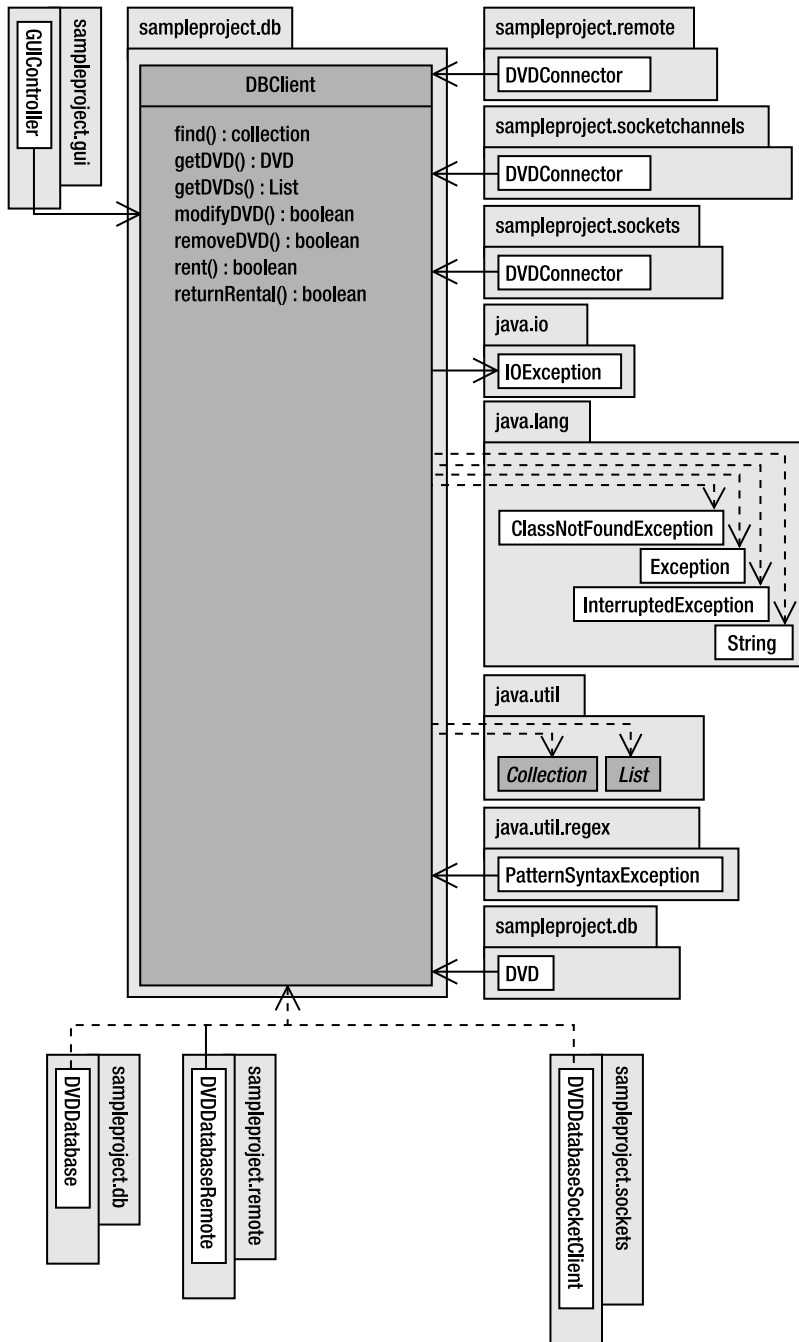 GUIController
sampleproject.gui
sampleproject.db
DBClient
find() : collection
getDVD() : DVD
getDVDs() : List
modifyDVD() : boolean
removeDVD() : boolean
rent() : boolean
returnRental() : boolean
sampleproject.remote
DVDConnector
sampleproject.socketchannels
DVDConnector
sampleproject.sockets
DVDConnector
java.io
IOException
java.lang
ClassNotFoundException
Exception
InterruptedException
String
java.util
Collection
List
java.util.regex
PatternSyntaxException
sampleproject.db
DVD
DVDDatabase
sampleproject.db
DVDDatabaseRemote
sampleproject.remote
DVDDatabaseSocketClient
sampleproject.sockets